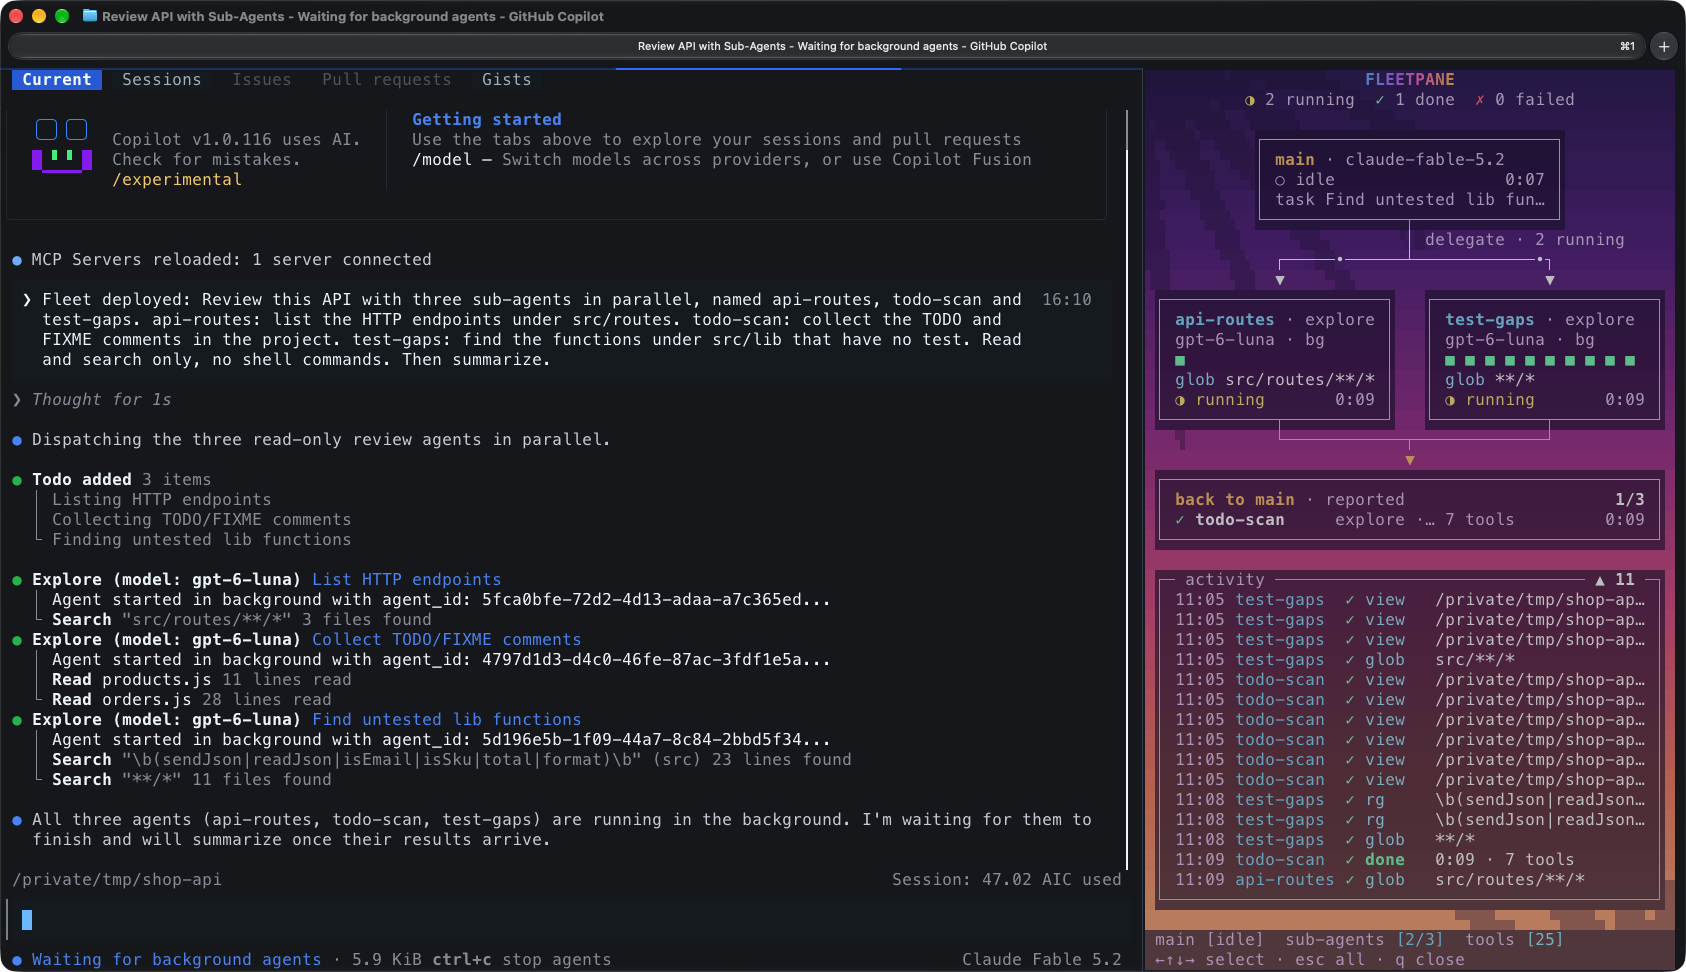 Review API with Sub-Agents - Waiting for background agents - GitHub Copilot
Review API with Sub-Agents - Waiting for background agents - GitHub Copilot ⌘1 +
Current Sessions Issues Pull requests Gists
Copilot v1.0.116 uses AI.
Check for mistakes.
/experimental
Getting started
Use the tabs above to explore your sessions and pull requests
/model — Switch models across providers, or use Copilot Fusion
● MCP Servers reloaded: 1 server connected
❯ Fleet deployed: Review this API with three sub-agents in parallel, named api-routes, todo-scan and 16:10
test-gaps. api-routes: list the HTTP endpoints under src/routes. todo-scan: collect the TODO and
FIXME comments in the project. test-gaps: find the functions under src/lib that have no test. Read
and search only, no shell commands. Then summarize.
❯ Thought for 1s
● Dispatching the three read-only review agents in parallel.
● Todo added 3 items
Listing HTTP endpoints
Collecting TODO/FIXME comments
Finding untested lib functions
● Explore (model: gpt-6-luna) List HTTP endpoints
Agent started in background with agent_id: 5fca0bfe-72d2-4d13-adaa-a7c365ed...
Search "src/routes/**/*" 3 files found
● Explore (model: gpt-6-luna) Collect TODO/FIXME comments
Agent started in background with agent_id: 4797d1d3-d4c0-46fe-87ac-3fdf1e5a...
Read products.js 11 lines read
Read orders.js 28 lines read
● Explore (model: gpt-6-luna) Find untested lib functions
Agent started in background with agent_id: 5d196e5b-1f09-44a7-8c84-2bbd5f34...
Search "\b(sendJson|readJson|isEmail|isSku|total|format)\b" (src) 23 lines found
Search "**/*" 11 files found
● All three agents (api-routes, todo-scan, test-gaps) are running in the background. I'm waiting for them to
finish and will summarize once their results arrive.
/private/tmp/shop-api Session: 47.02 AIC used
● Waiting for background agents · 5.9 KiB ctrl+c stop agents Claude Fable 5.2
FLEETPANE
◑ 2 running ✓ 1 done ✗ 0 failed
main · claude-fable-5.2
○ idle 0:07
task Find untested lib fun…
delegate · 2 running
api-routes · explore
gpt-6-luna · bg
glob src/routes/**/*
◑ running 0:09
test-gaps · explore
gpt-6-luna · bg
glob **/*
◑ running 0:09
back to main · reported 1/3
✓ todo-scan explore ·… 7 tools 0:09
activity ▲ 11
11:05 test-gaps ✓ view /private/tmp/shop-ap…
11:05 test-gaps ✓ view /private/tmp/shop-ap…
11:05 test-gaps ✓ view /private/tmp/shop-ap…
11:05 test-gaps ✓ glob src/**/*
11:05 todo-scan ✓ view /private/tmp/shop-ap…
11:05 todo-scan ✓ view /private/tmp/shop-ap…
11:05 todo-scan ✓ view /private/tmp/shop-ap…
11:05 todo-scan ✓ view /private/tmp/shop-ap…
11:05 todo-scan ✓ view /private/tmp/shop-ap…
11:05 todo-scan ✓ view /private/tmp/shop-ap…
11:08 test-gaps ✓ rg \b(sendJson|readJson…
11:08 test-gaps ✓ rg \b(sendJson|readJson…
11:08 test-gaps ✓ glob **/*
11:09 todo-scan ✓ done 0:09 · 7 tools
11:09 api-routes ✓ glob src/routes/**/*
main [idle] sub-agents [2/3] tools [25]
←↑↓→ select · esc all · q close